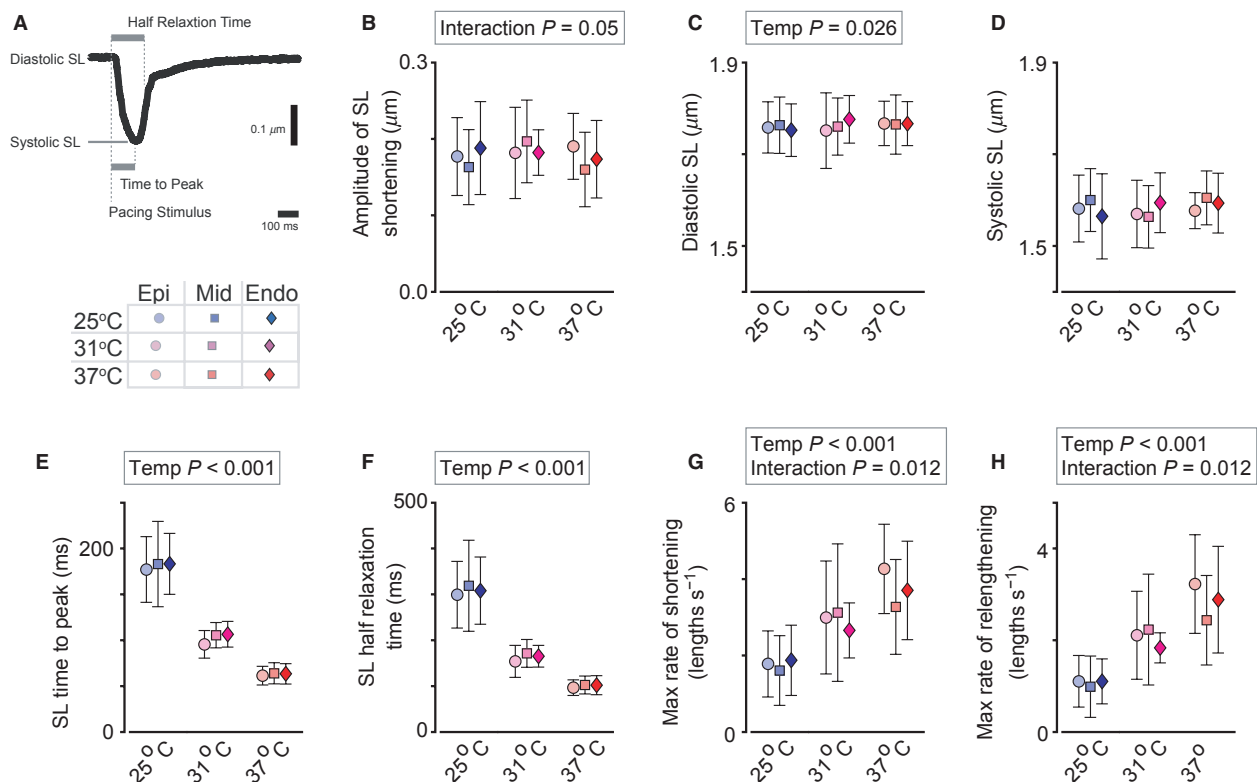 A
Half Relaxtion Time
Diastolic SL
0.1 μm
Systolic SL
Time to Peak
Pacing Stimulus
100 ms
Epi Mid Endo
25°C
31°C
37°C
B
Interaction P = 0.05
Amplitude of SL
shortening (μm)
0.3
0.0
25°C
31°C
37°C
C
Temp P = 0.026
Diastolic SL (μm)
1.9
1.5
25°C
31°C
37°C
D
Systolic SL (μm)
1.9
1.5
25°C
31°C
37°C
E
Temp P < 0.001
SL time to peak (ms)
200
0
25°C
31°C
37°C
F
Temp P < 0.001
SL half relaxation
time (ms)
500
0
25°C
31°C
37°C
G
Temp P < 0.001
Interaction P = 0.012
Max rate of shortening
(lengths s⁻¹)
6
0
25°C
31°C
37°C
H
Temp P < 0.001
Interaction P = 0.012
Max rate of relengthening
(lengths s⁻¹)
4
0
25°C
31°C
37°